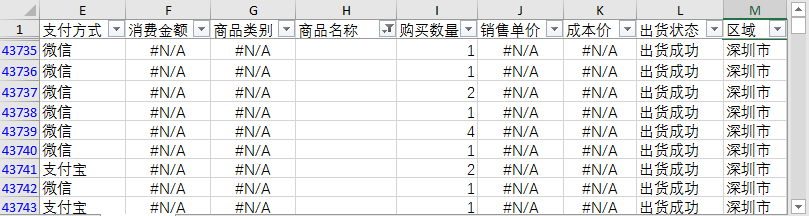 E F G H I J K L M
1 支付方式 消费金额 商品类别 商品名称 购买数量 销售单价 成本价 出货状态 区域
43735 微信 #N/A #N/A 1 #N/A #N/A 出货成功 深圳市
43736 微信 #N/A #N/A 1 #N/A #N/A 出货成功 深圳市
43737 微信 #N/A #N/A 2 #N/A #N/A 出货成功 深圳市
43738 微信 #N/A #N/A 1 #N/A #N/A 出货成功 深圳市
43739 微信 #N/A #N/A 4 #N/A #N/A 出货成功 深圳市
43740 微信 #N/A #N/A 1 #N/A #N/A 出货成功 深圳市
43741 支付宝 #N/A #N/A 2 #N/A #N/A 出货成功 深圳市
43742 微信 #N/A #N/A 1 #N/A #N/A 出货成功 深圳市
43743 支付宝 #N/A #N/A 1 #N/A #N/A 出货成功 深圳市